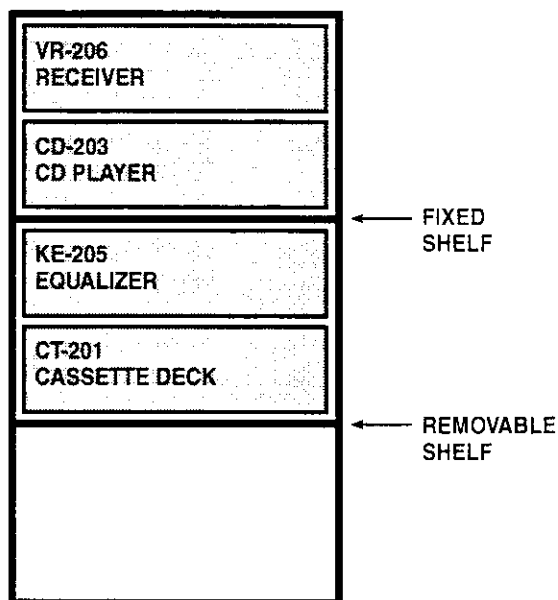 VR-206
RECEIVER
CD-203
CD PLAYER
FIXED
SHELF
KE-205
EQUALIZER
CT-201
CASSETTE DECK
REMOVABLE
SHELF